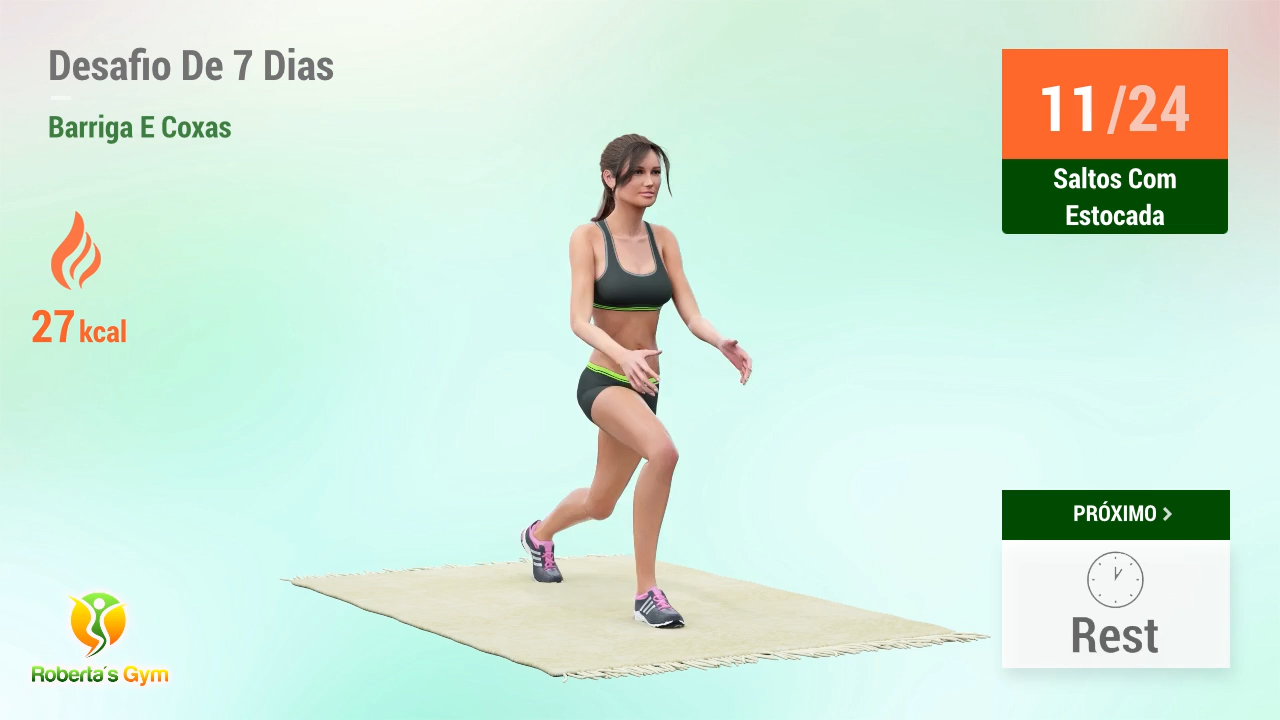 Desafio De 7 Dias
Barriga E Coxas
27 kcal
11/24
Saltos Com
Estocada
PRÓXIMO >
Rest
Roberta´s Gym